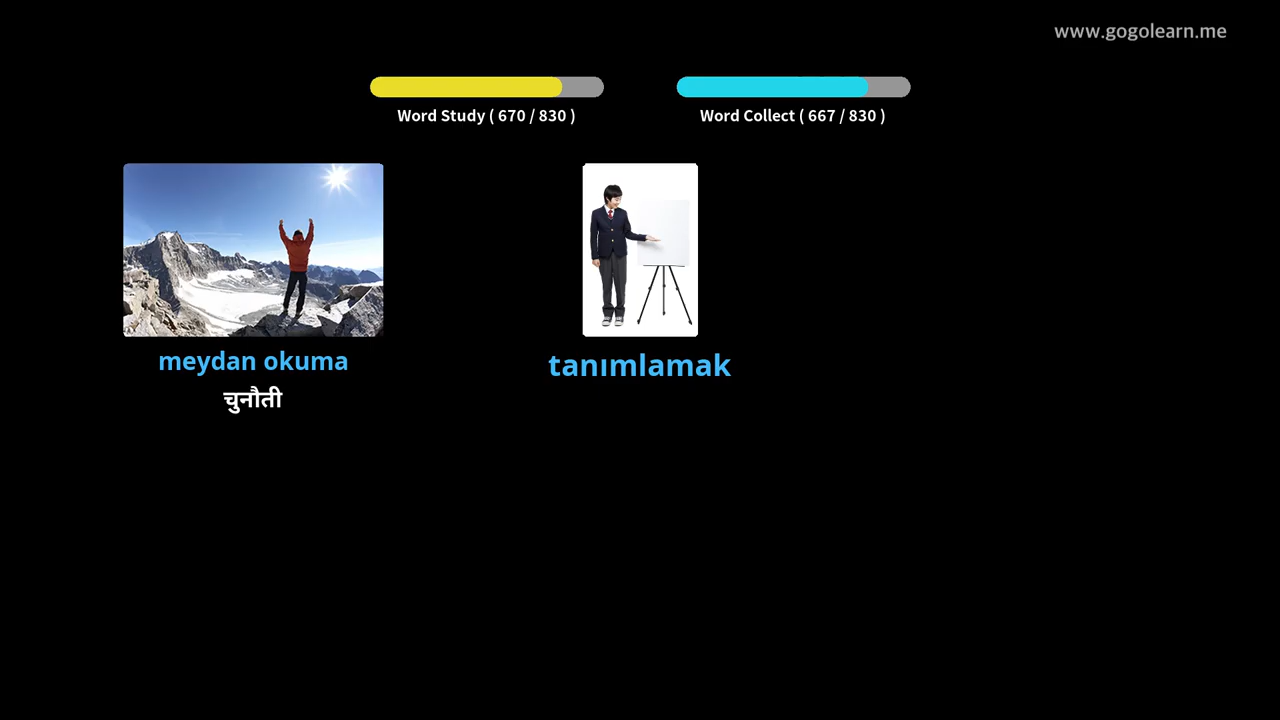 www.gogolearn.me
Word Study ( 670 / 830 )
Word Collect ( 667 / 830 )
meydan okuma
चुनौती
tanımlamak